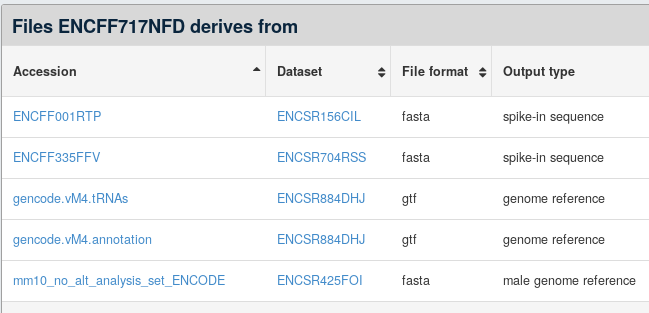 Files ENCFF717NFD derives from
Accession Dataset File format Output type
ENCFF001RTP ENCSR156CIL fasta spike-in sequence
ENCFF335FFV ENCSR704RSS fasta spike-in sequence
gencode.vM4.tRNAs ENCSR884DHJ gtf genome reference
gencode.vM4.annotation ENCSR884DHJ gtf genome reference
mm10_no_alt_analysis_set_ENCODE ENCSR425FOI fasta male genome reference